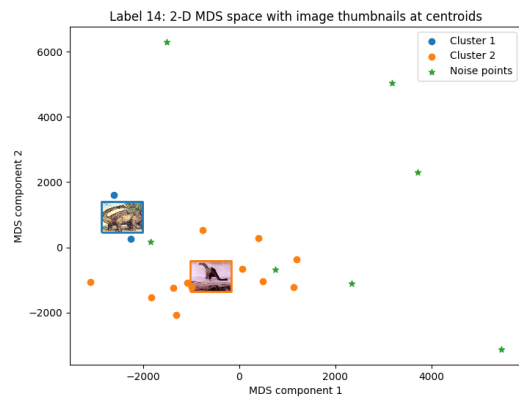 Label 14: 2-D MDS space with image thumbnails at centroids
Cluster 1
Cluster 2
Noise points
6000
4000
2000
0
−2000
MDS component 2
−2000
0
2000
4000
MDS component 1